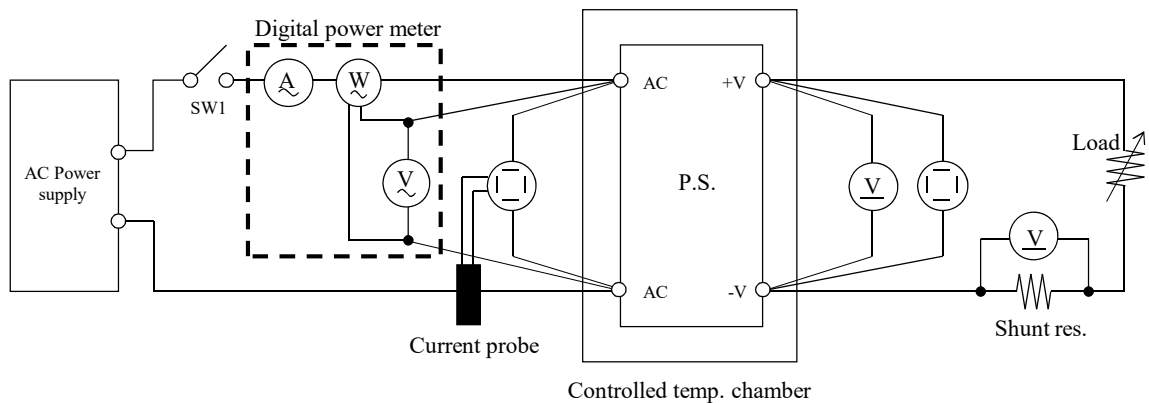 Digital power meter
A
W
SW1
AC
+V
Load
AC Power
supply
V
P.S.
V
V
AC
-V
Shunt res.
Current probe
Controlled temp. chamber